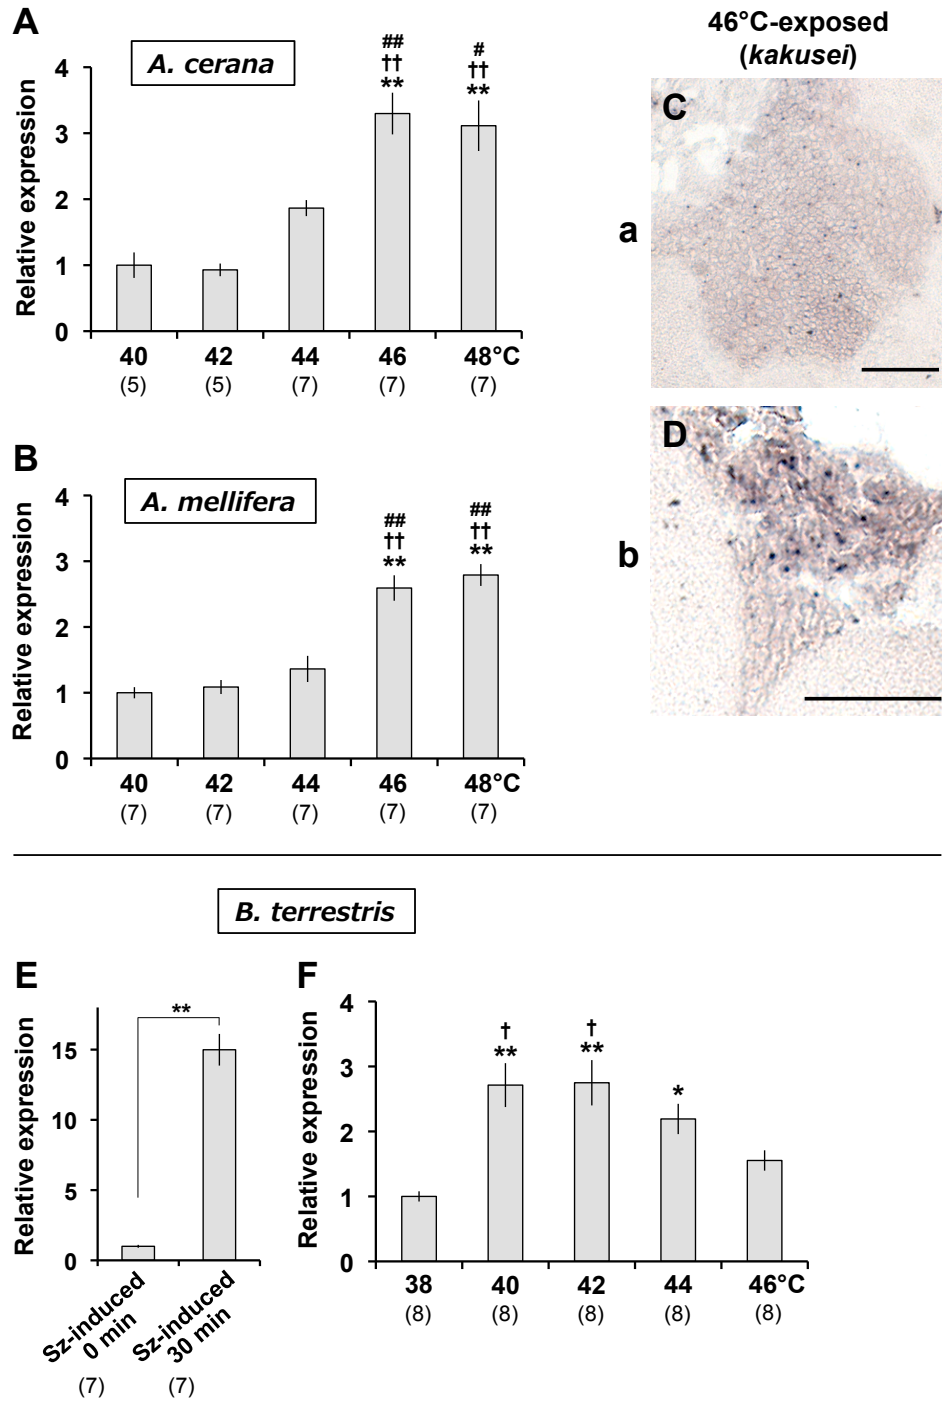 A
A. cerana
Relative expression
4
3
2
1
0
##
††
**
#
††
**
40 42 44 46 48°C
(5) (5) (7) (7) (7)
B
A. mellifera
Relative expression
4
3
2
1
0
##
††
**
##
††
**
40 42 44 46 48°C
(7) (7) (7) (7) (7)
46°C-exposed
(kakusei)
C
a
D
b
B. terrestris
E
Relative expression
15
10
5
0
**
Sz-induced
0 min
Sz-induced
30 min
(7) (7)
F
Relative expression
4
3
2
1
0
†
**
†
**
*
38 40 42 44 46°C
(8) (8) (8) (8) (8)